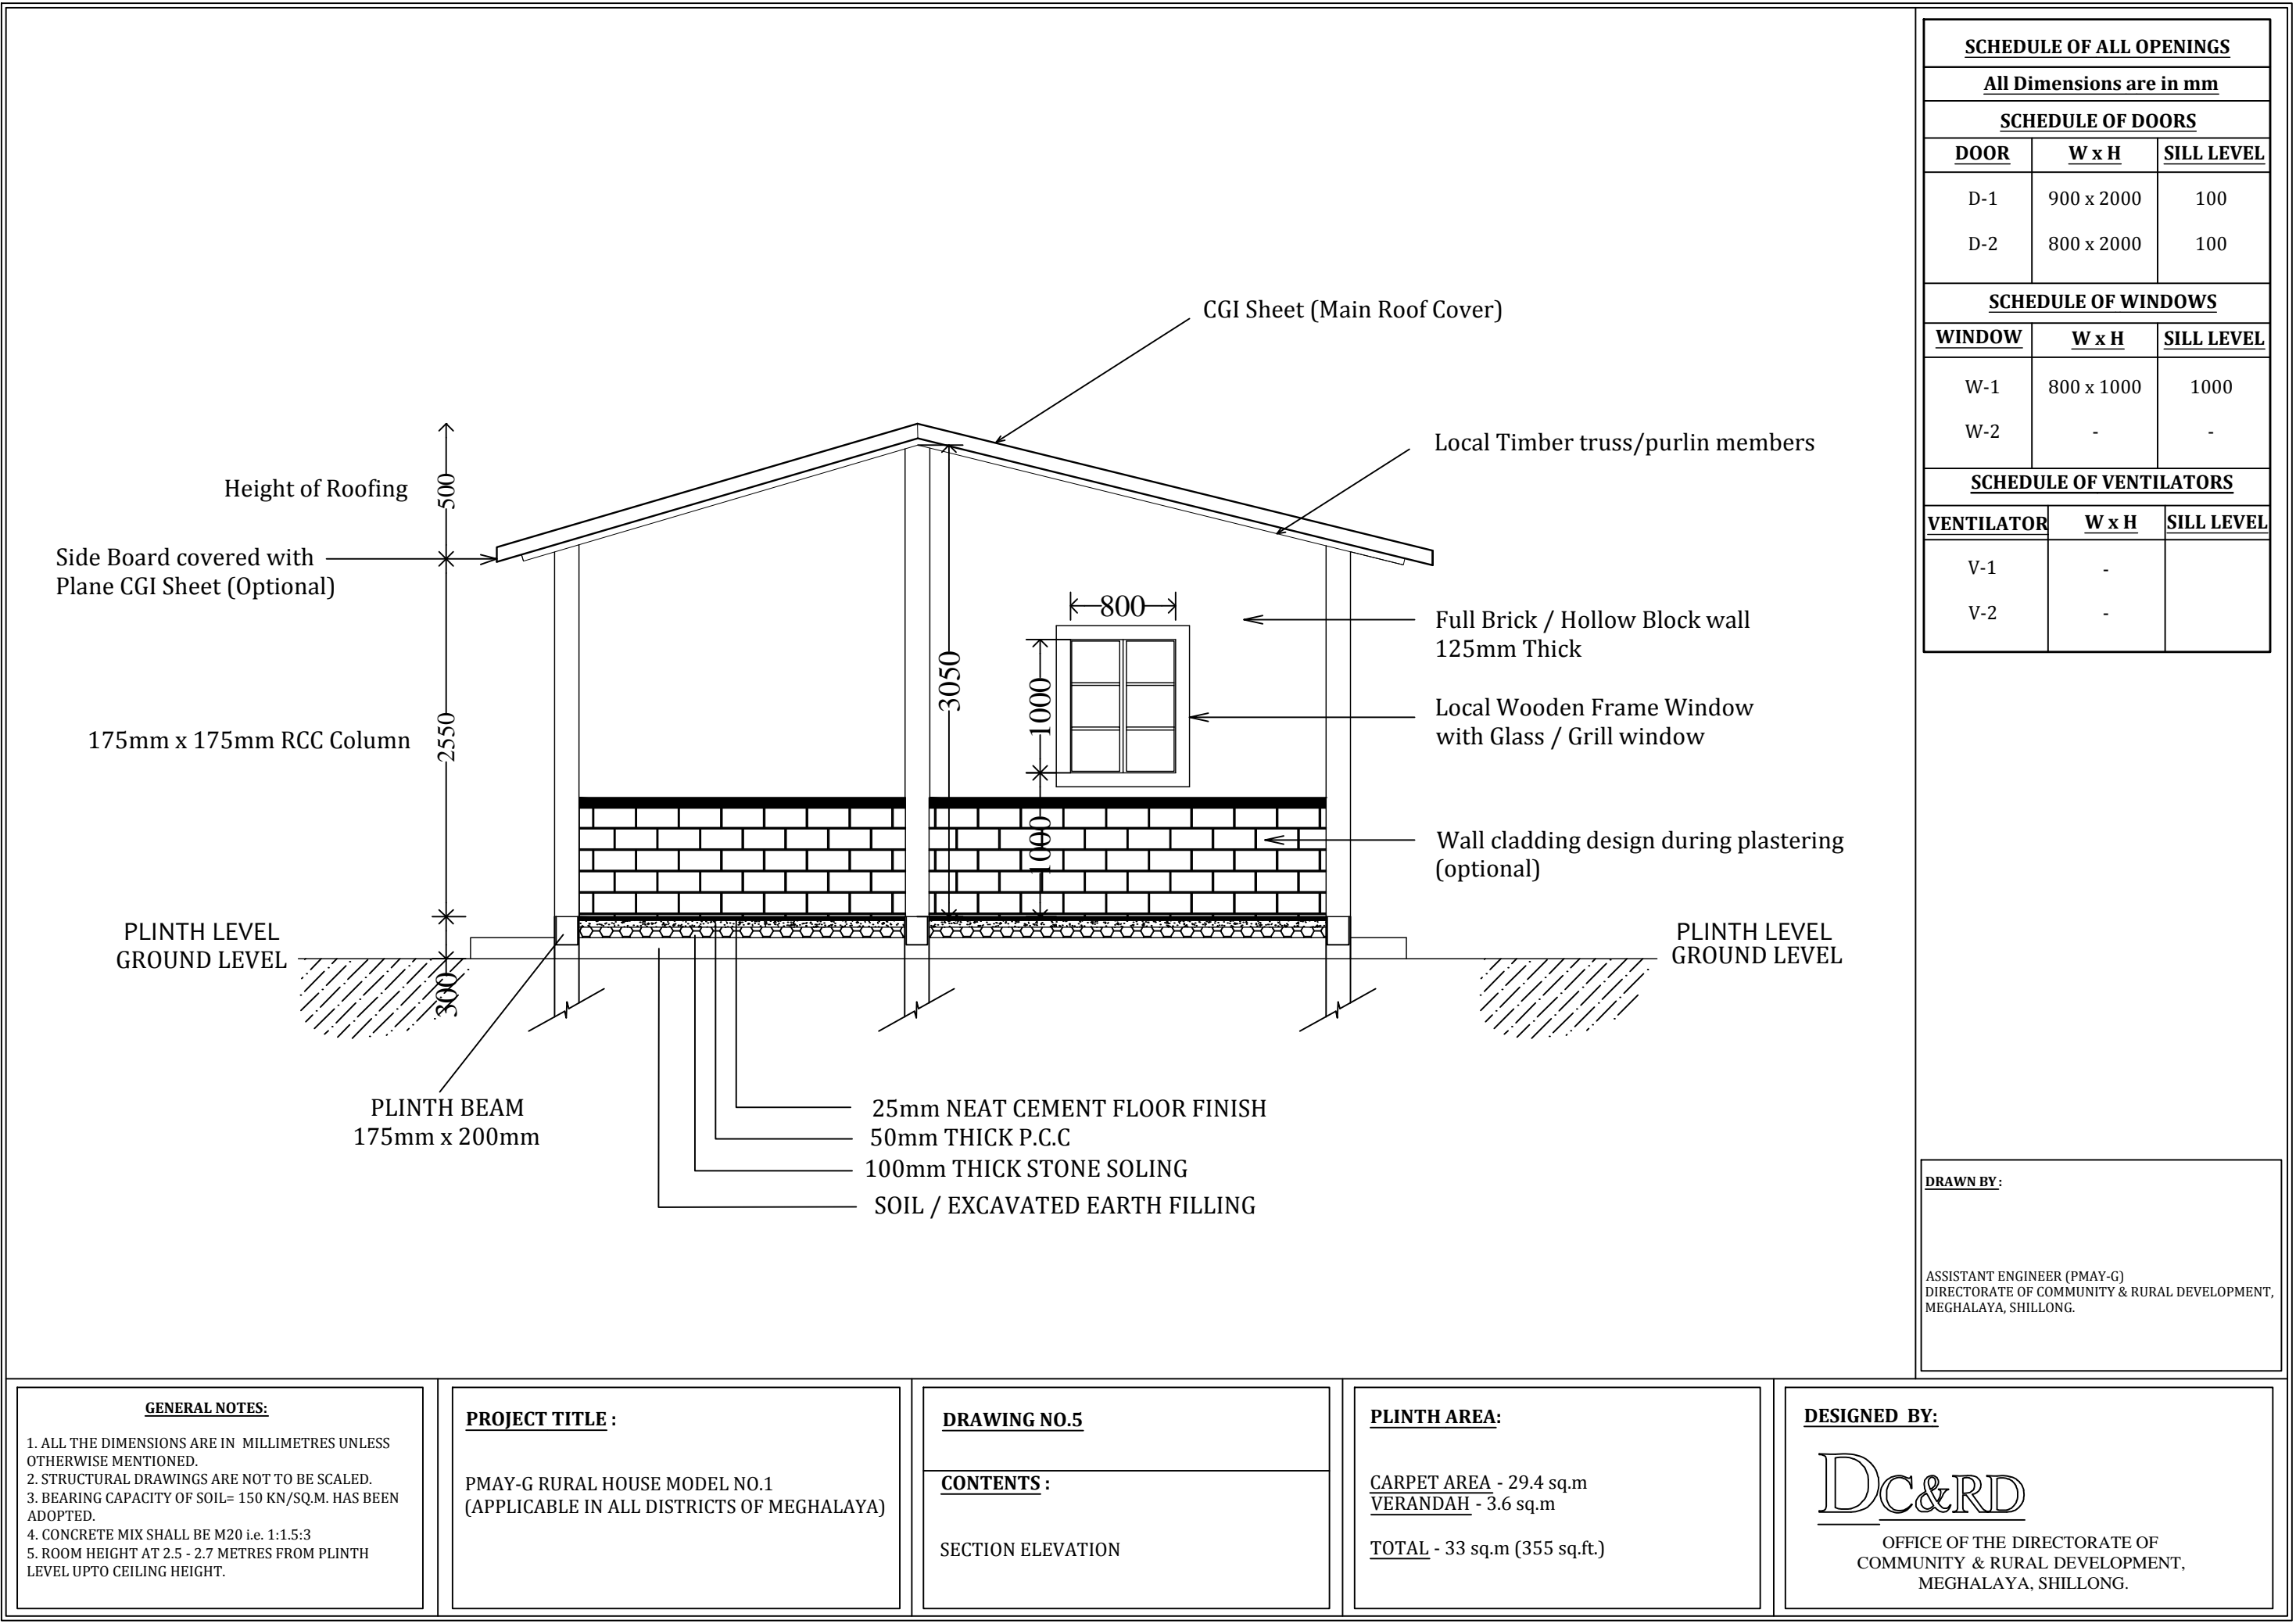 CGI Sheet (Main Roof Cover)
Local Timber truss/purlin members
Height of Roofing
500
Side Board covered with
Plane CGI Sheet (Optional)
800
Full Brick / Hollow Block wall
125mm Thick
3050
1000
Local Wooden Frame Window
with Glass / Grill window
175mm x 175mm RCC Column
2550
1000
Wall cladding design during plastering
(optional)
PLINTH LEVEL
GROUND LEVEL
300
PLINTH LEVEL
GROUND LEVEL
PLINTH BEAM
175mm x 200mm
25mm NEAT CEMENT FLOOR FINISH
50mm THICK P.C.C
100mm THICK STONE SOLING
SOIL / EXCAVATED EARTH FILLING
SCHEDULE OF ALL OPENINGS
All Dimensions are in mm
SCHEDULE OF DOORS
DOOR W x H SILL LEVEL
D-1 900 x 2000 100
D-2 800 x 2000 100
SCHEDULE OF WINDOWS
WINDOW W x H SILL LEVEL
W-1 800 x 1000 1000
W-2 - -
SCHEDULE OF VENTILATORS
VENTILATOR W x H SILL LEVEL
V-1 -
V-2 -
DRAWN BY :
ASSISTANT ENGINEER (PMAY-G)
DIRECTORATE OF COMMUNITY & RURAL DEVELOPMENT,
MEGHALAYA, SHILLONG.
GENERAL NOTES:
1. ALL THE DIMENSIONS ARE IN MILLIMETRES UNLESS
OTHERWISE MENTIONED.
2. STRUCTURAL DRAWINGS ARE NOT TO BE SCALED.
3. BEARING CAPACITY OF SOIL= 150 KN/SQ.M. HAS BEEN
ADOPTED.
4. CONCRETE MIX SHALL BE M20 i.e. 1:1.5:3
5. ROOM HEIGHT AT 2.5 - 2.7 METRES FROM PLINTH
LEVEL UPTO CEILING HEIGHT.
PROJECT TITLE :
PMAY-G RURAL HOUSE MODEL NO.1
(APPLICABLE IN ALL DISTRICTS OF MEGHALAYA)
DRAWING NO.5
CONTENTS :
SECTION ELEVATION
PLINTH AREA:
CARPET AREA - 29.4 sq.m
VERANDAH - 3.6 sq.m
TOTAL - 33 sq.m (355 sq.ft.)
DESIGNED BY:
DC&RD
OFFICE OF THE DIRECTORATE OF
COMMUNITY & RURAL DEVELOPMENT,
MEGHALAYA, SHILLONG.